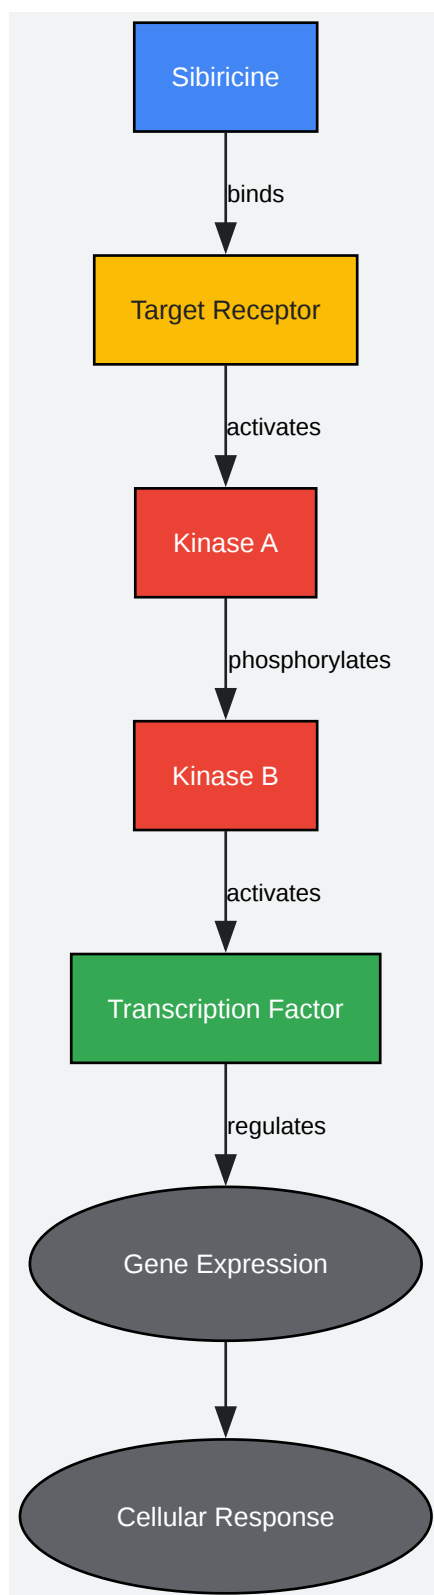 Sibiricine
binds
Target Receptor
activates
Kinase A
phosphorylates
Kinase B
activates
Transcription Factor
regulates
Gene Expression
Cellular Response